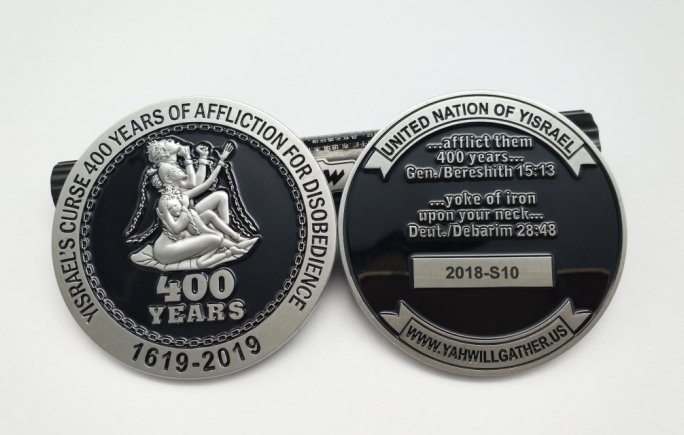 YISRAEL'S CURSE 400 YEARS OF AFFLICTION FOR DISOBEDIENCE
400
YEARS
1619-2019
UNITED NATION OF YISRAEL
...afflict them
400 years...
Gen./Bereshith 15:13
...yoke of iron
upon your neck...
Deut./Debarim 28:48
2018-S10
WWW.YAHWILLGATHER.US